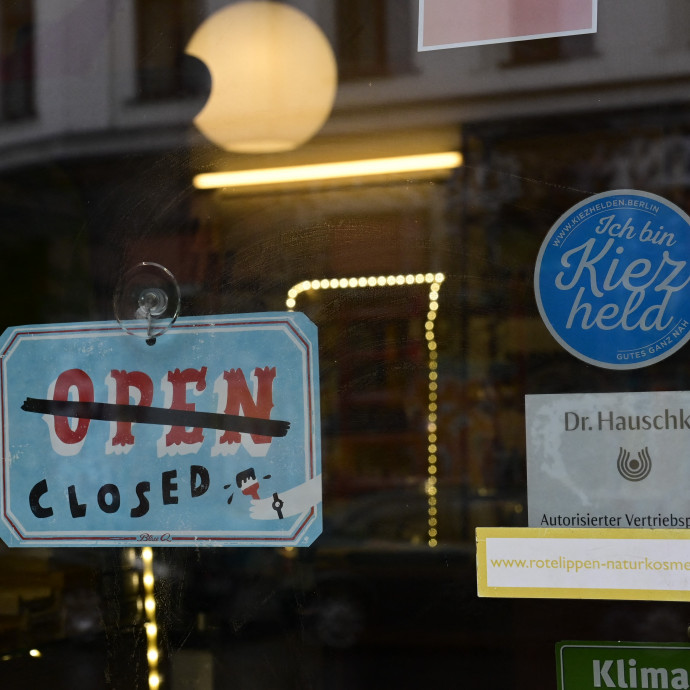 OPEN
CLOSED
Blue Q
WWW.KIEZHELDEN.BERLIN
Ich bin
Kiez
held
GUTES GANZ NAH
Dr. Hauschk
Autorisierter Vertriebsp
www.rotelippen-naturkosme
Klima